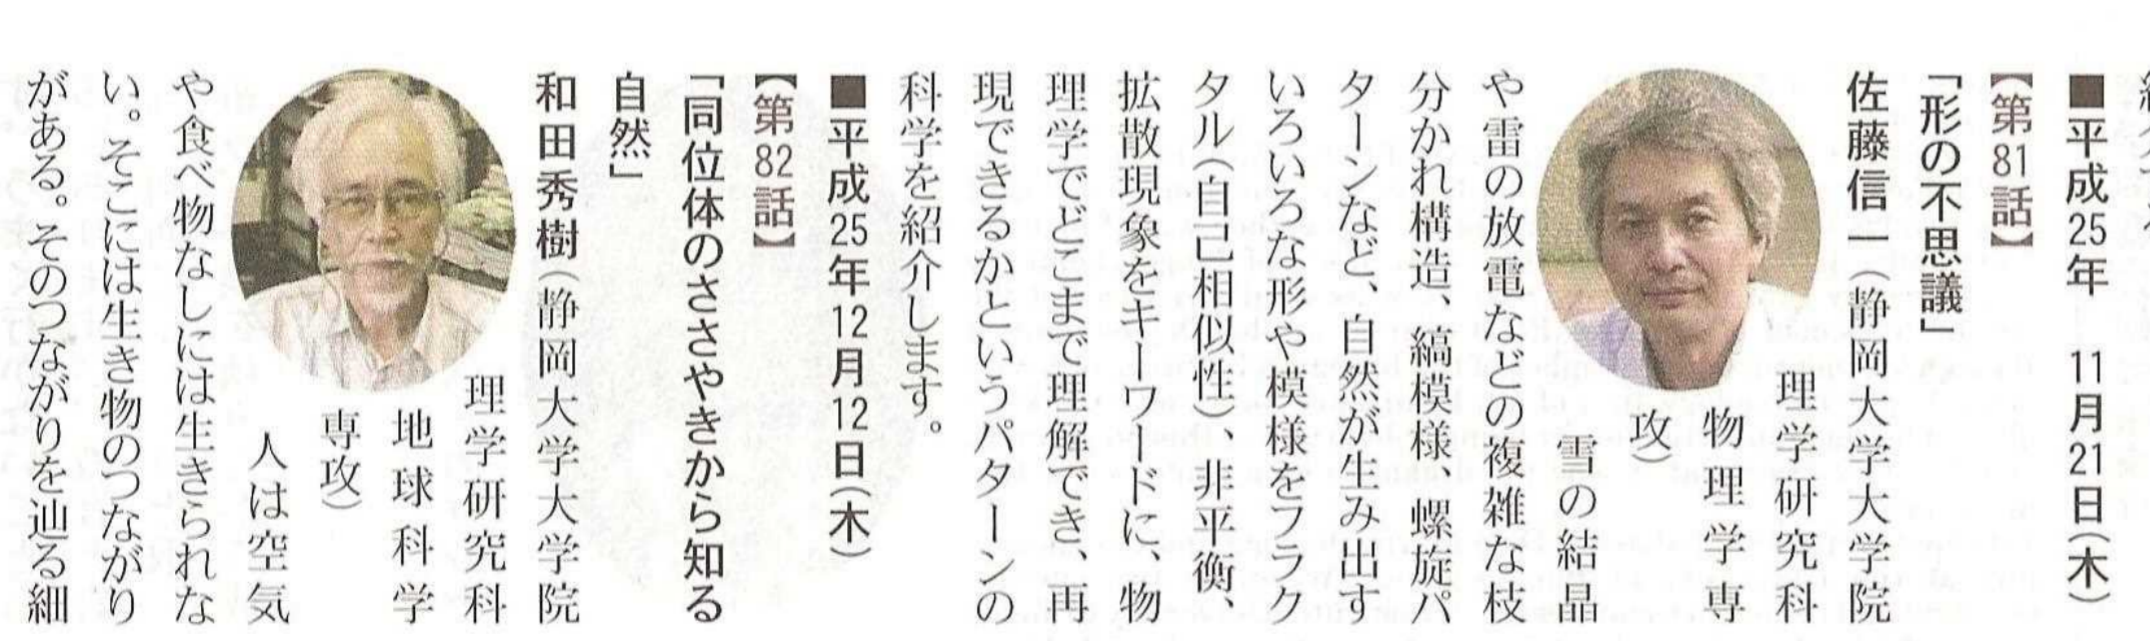 ■平成25年　11月21日(木)
【第81話】
「形の不思議」
佐藤信一（静岡大学大学院
理学研究科
物理学専
攻）
雪の結晶
や雷の放電などの複雑な枝
分かれ構造、縞模様、螺旋パ
ターンなど、自然が生み出す
いろいろな形や模様をフラク
タル（自己相似性）、非平衡、
拡散現象をキーワードに、物
理学でどこまで理解でき、再
現できるかというパターンの
科学を紹介します。
■平成25年12月12日(木)
【第82話】
「同位体のささやきから知る
自然」
和田秀樹（静岡大学大学院
理学研究科
地球科学
専攻）
人は空気
や食べ物なしには生きられな
い。そこには生き物のつながり
がある。そのつながりを辿る細